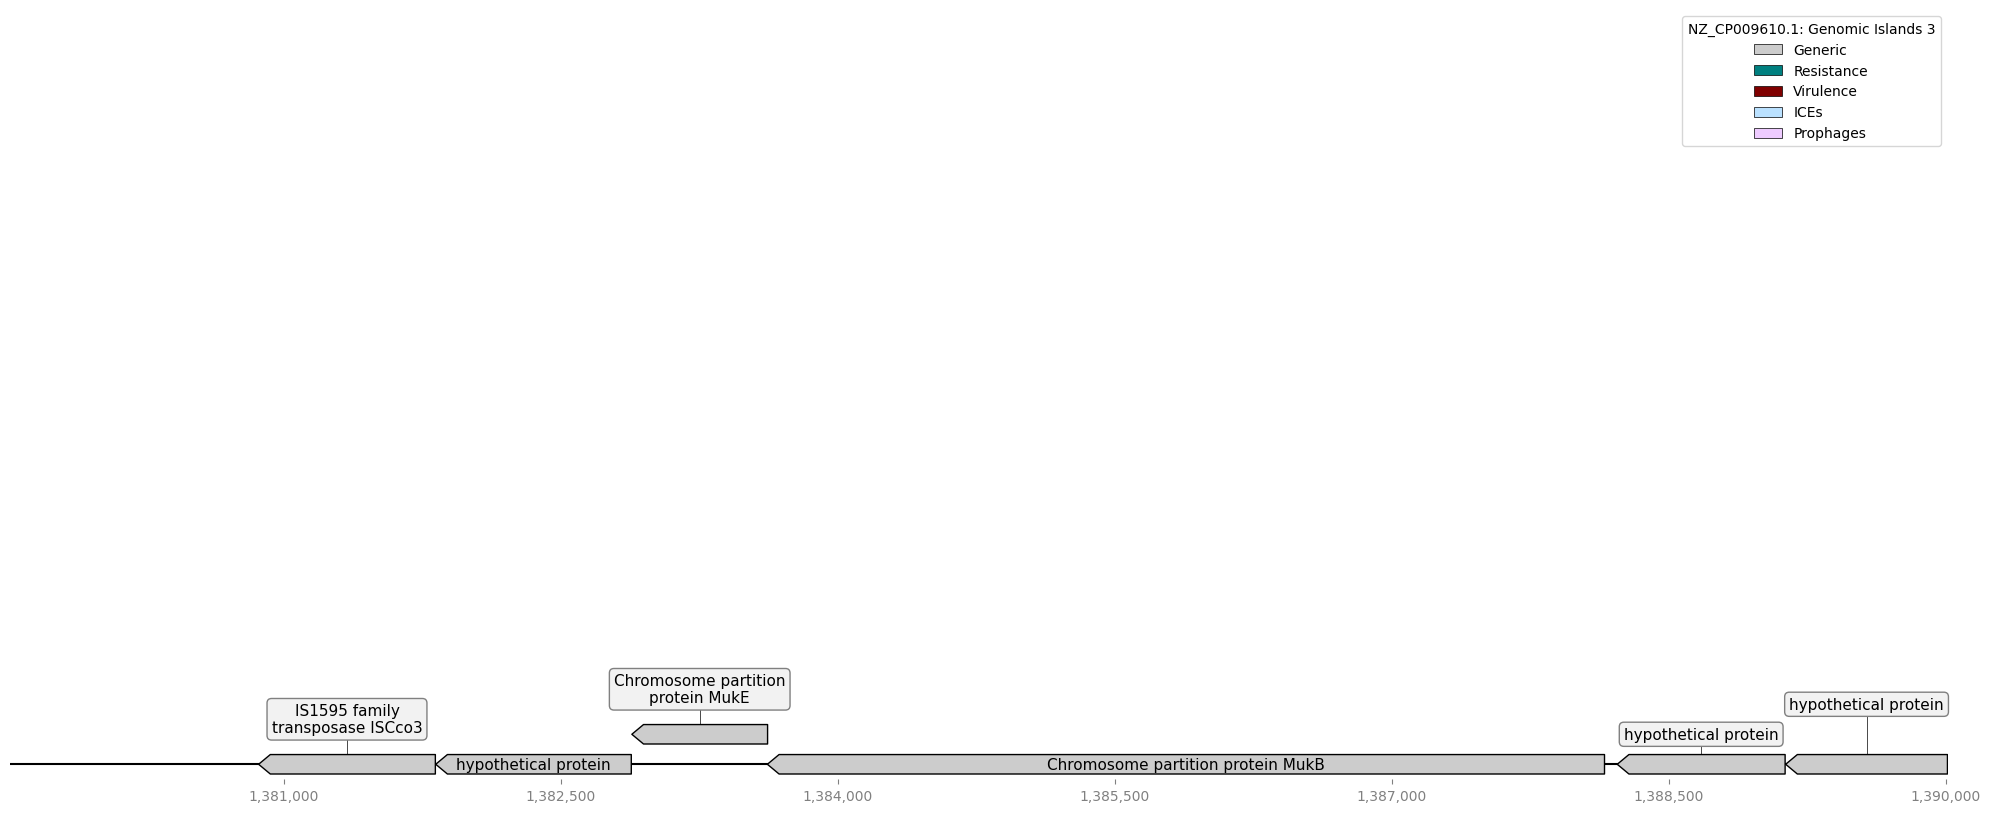 NZ_CP009610.1: Genomic Islands 3
Generic
Resistance
Virulence
ICEs
Prophages
Chromosome partition
protein MukE
IS1595 family
transposase ISCco3
hypothetical protein
hypothetical protein
hypothetical protein
Chromosome partition protein MukB
1,381,000
1,382,500
1,384,000
1,385,500
1,387,000
1,388,500
1,390,000